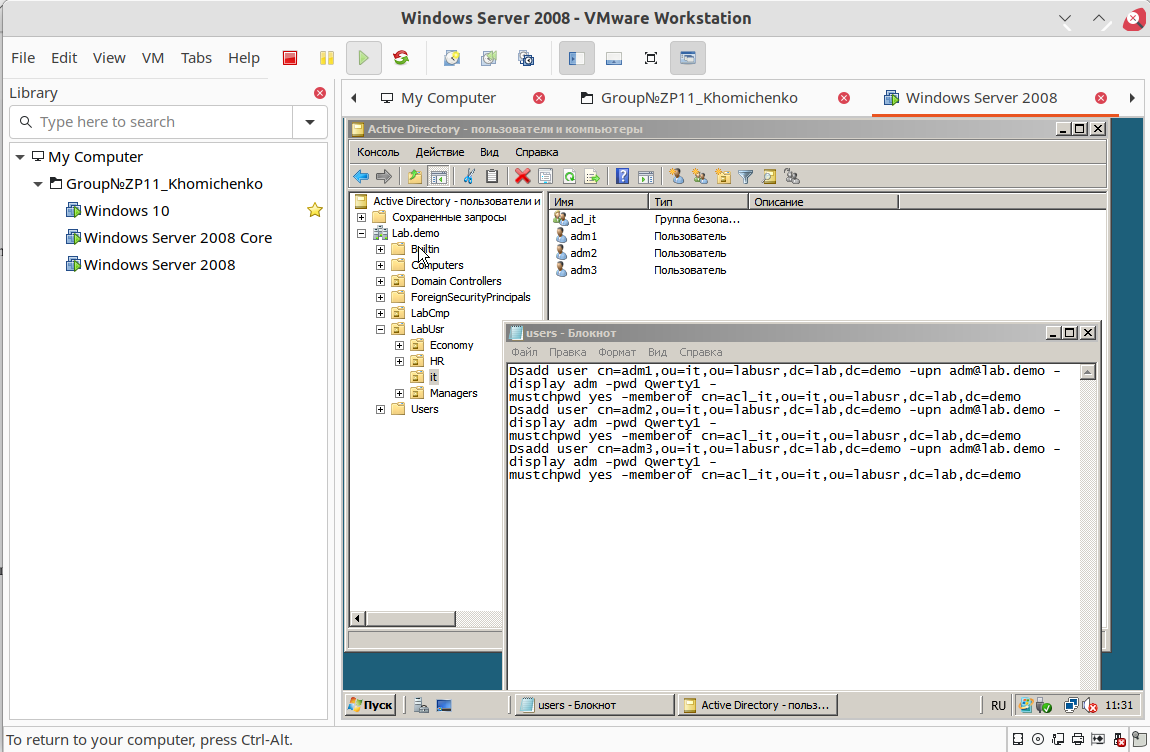 Windows Server 2008 - VMware Workstation
File Edit View VM Tabs Help
Library
Type here to search
My Computer
Group№ZP11_Khomichenko
Windows 10
Windows Server 2008 Core
Windows Server 2008
My Computer
Group№ZP11_Khomichenko
Windows Server 2008
Active Directory - пользователи и компьютеры
Консоль Действие Вид Справка
Active Directory - пользователи и
Сохраненные запросы
Lab.demo
Builtin
Computers
Domain Controllers
ForeignSecurityPrincipals
LabCmp
LabUsr
Economy
HR
it
Managers
Users
Имя Тип Описание
acl_it Группа безопа...
adm1 Пользователь
adm2 Пользователь
adm3 Пользователь
users - Блокнот
Файл Правка Формат Вид Справка
Dsadd user cn=adm1,ou=it,ou=labusr,dc=lab,dc=demo -upn adm@lab.demo -
display adm -pwd Qwerty1 -
mustchpwd yes -memberof cn=acl_it,ou=it,ou=labusr,dc=lab,dc=demo
Dsadd user cn=adm2,ou=it,ou=labusr,dc=lab,dc=demo -upn adm@lab.demo -
display adm -pwd Qwerty1 -
mustchpwd yes -memberof cn=acl_it,ou=it,ou=labusr,dc=lab,dc=demo
Dsadd user cn=adm3,ou=it,ou=labusr,dc=lab,dc=demo -upn adm@lab.demo -
display adm -pwd Qwerty1 -
mustchpwd yes -memberof cn=acl_it,ou=it,ou=labusr,dc=lab,dc=demo
Пуск
users - Блокнот
Active Directory - польз...
RU
11:31
To return to your computer, press Ctrl-Alt.